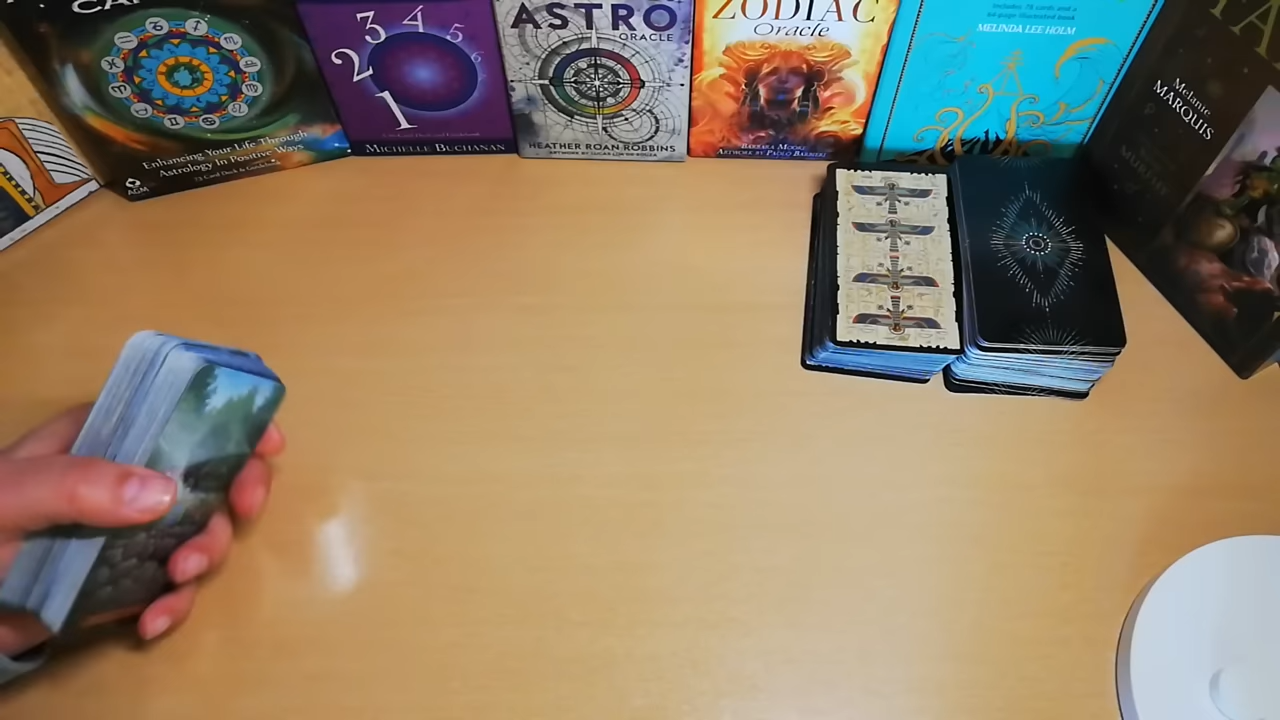 Enhancing Your Life Through
Astrology In Positive Ways
AGM
1
2
3
4
5
6
MICHELLE BUCHANAN
ASTRO
ORACLE
HEATHER ROAN ROBBINS
ZODIAC
Oracle
BARBARA MOORE
ARTWORK BY PAOLO BARBIERI
Includes 78 cards and a
MELINDA LEE HOLM
Melanie
MARQUIS